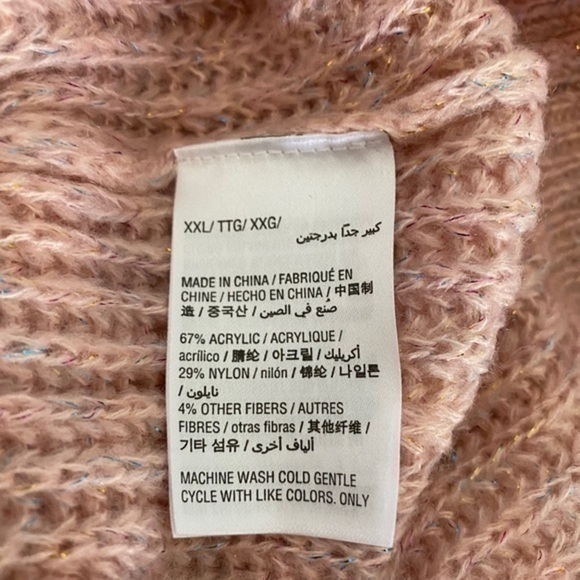 XXL/ TTG/ XXG/
كبير جدًا بدرجتين
MADE IN CHINA / FABRIQUÉ EN
CHINE / HECHO EN CHINA / 中国制
造 / 중국산 / صنع في الصين
67% ACRYLIC / ACRYLIQUE /
acrílico / 腈纶 / 아크릴 / أكريليك
29% NYLON / nilón / 锦纶 / 나일론
/ نايلون
4% OTHER FIBERS / AUTRES
FIBRES / otras fibras / 其他纤维 /
기타 섬유 / ألياف أخرى
MACHINE WASH COLD GENTLE
CYCLE WITH LIKE COLORS. ONLY